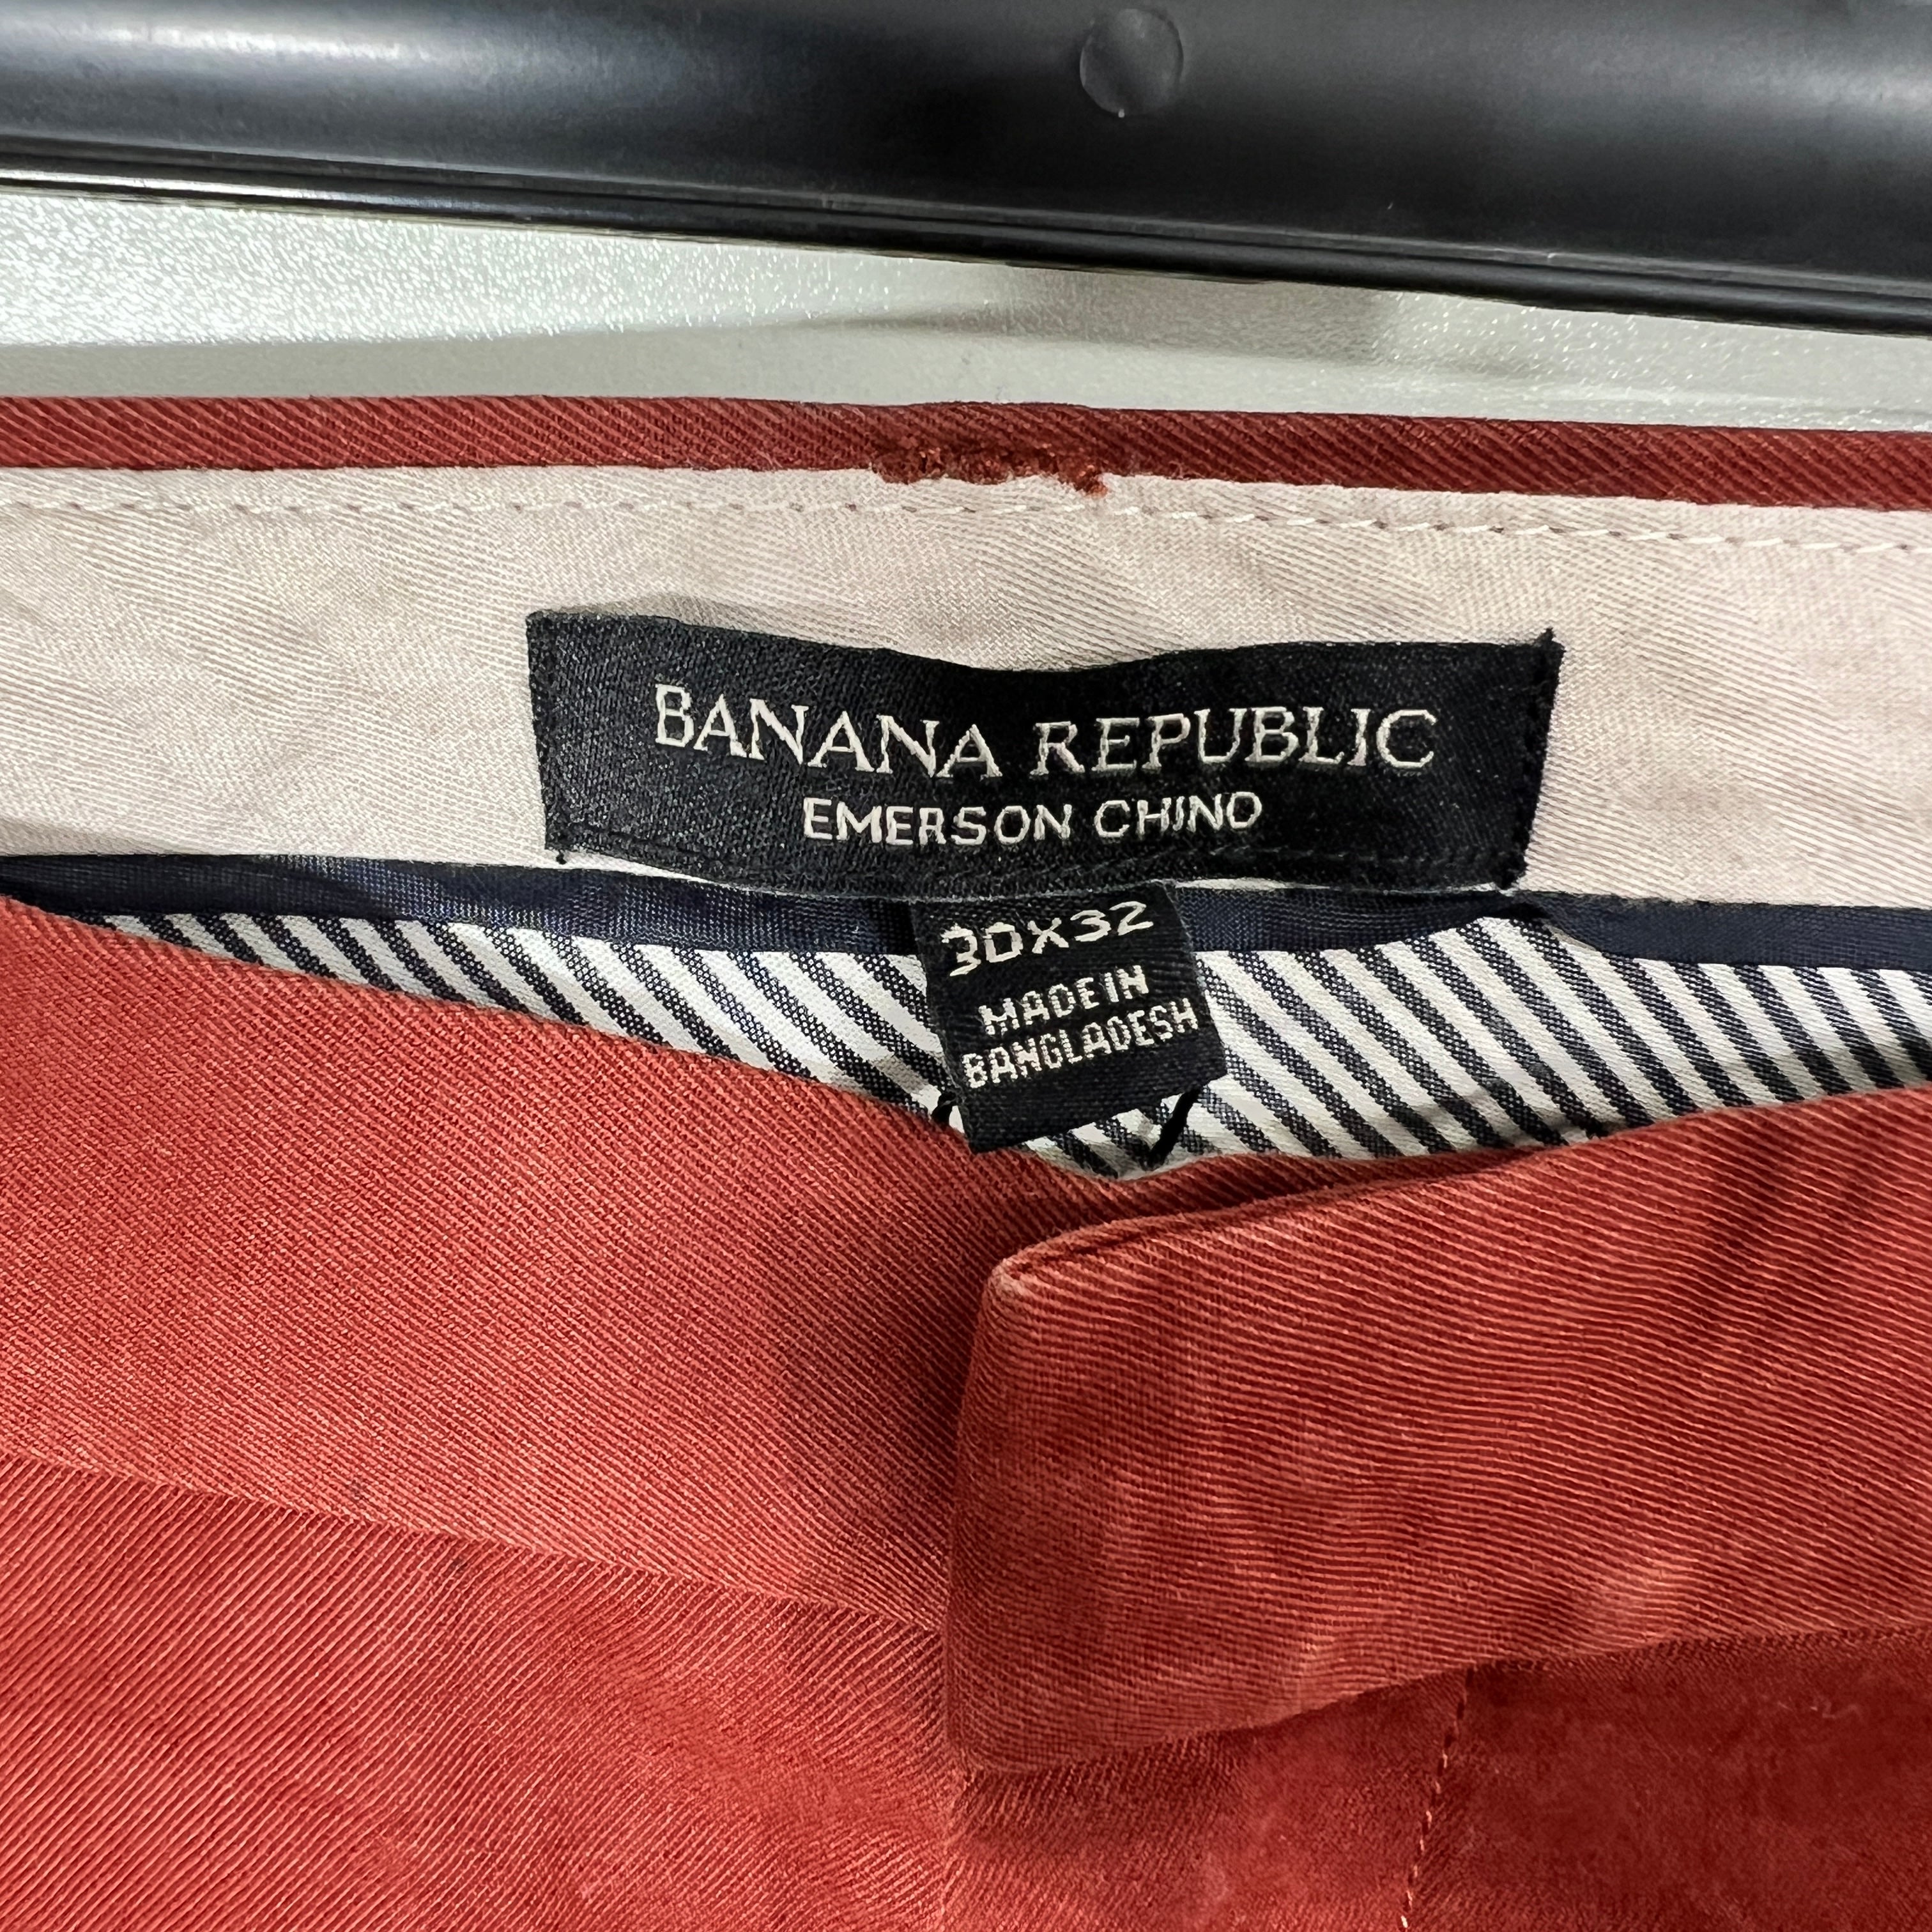 BANANA REPUBLIC
EMERSON CHINO
30X32
MADE IN
BANGLADESH